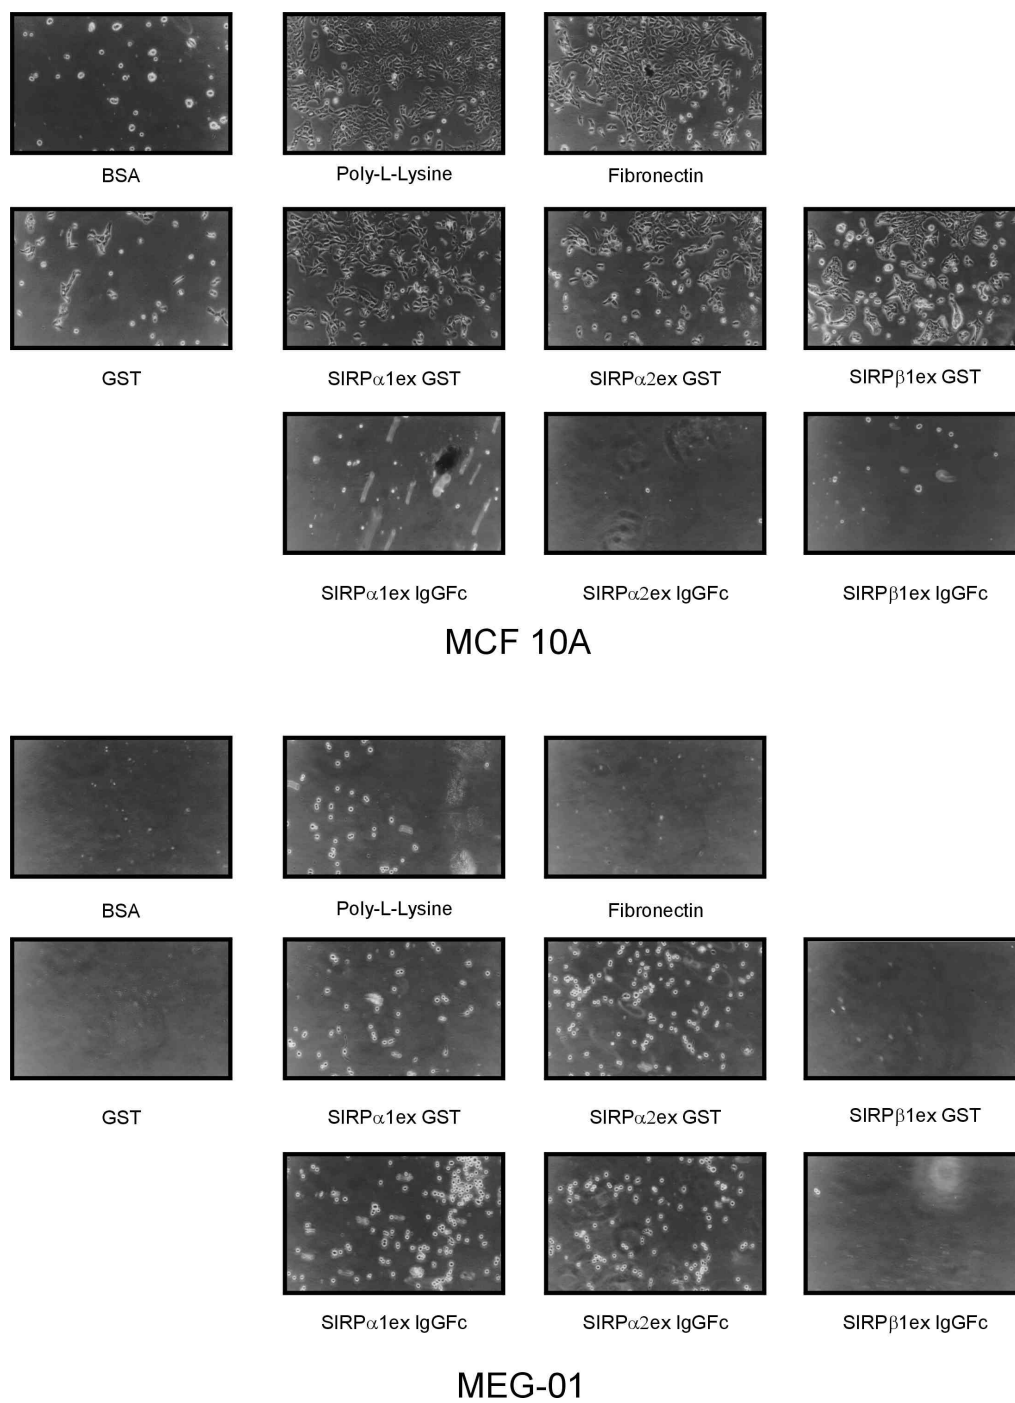 BSA
Poly-L-Lysine
Fibronectin
GST
SIRPα1ex GST
SIRPα2ex GST
SIRPβ1ex GST
SIRPα1ex IgGFc
SIRPα2ex IgGFc
SIRPβ1ex IgGFc
MCF 10A
BSA
Poly-L-Lysine
Fibronectin
GST
SIRPα1ex GST
SIRPα2ex GST
SIRPβ1ex GST
SIRPα1ex IgGFc
SIRPα2ex IgGFc
SIRPβ1ex IgGFc
MEG-01